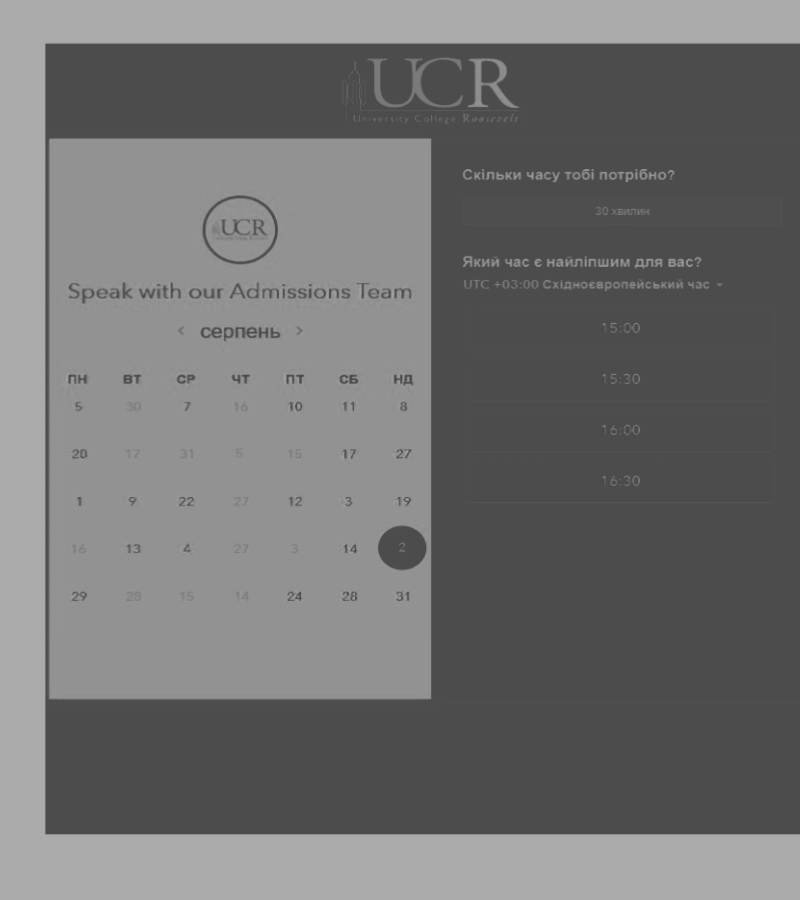 UCR
University College Roosevelt
UCR
Speak with our Admissions Team
< серпень >
ПН ВТ СР ЧТ ПТ СБ НД
5 30 7 16 10 11 8
20 17 31 5 15 17 27
1 9 22 27 12 3 19
16 13 4 27 3 14 2
29 28 15 14 24 28 31
Скільки часу тобі потрібно?
30 хвилин
Який час є найліпшим для вас?
UTC +03:00 Східноєвропейський час
15:00
15:30
16:00
16:30